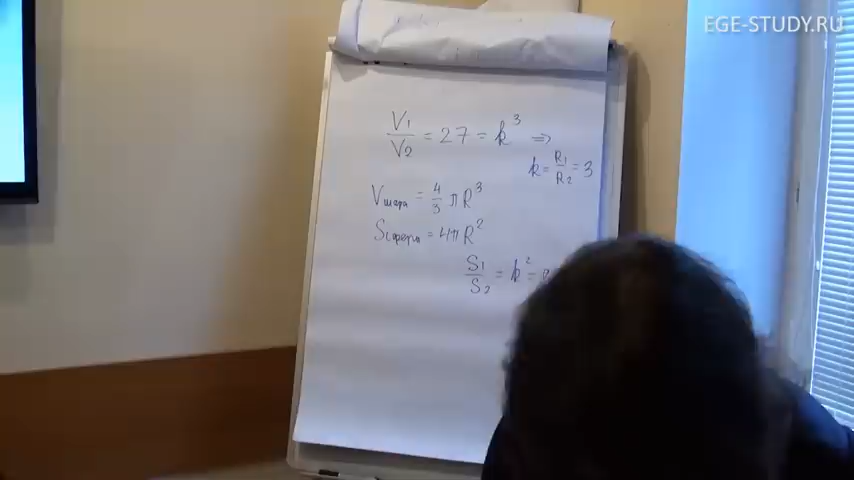 EGE-STUDY.RU
V₁/V₂ = 27 = k³ ⇒
k = R₁/R₂ = 3
Vшара = 4/3 πR³
Sсферы = 4πR²
S₁/S₂ = k² =